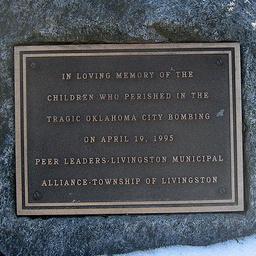 IN LOVING MEMORY OF THE
CHILDREN WHO PERISHED IN THE
TRAGIC OKLAHOMA CITY BOMBING
ON APRIL 19, 1995
PEER LEADERS·LIVINGSTON MUNICIPAL
ALLIANCE·TOWNSHIP OF LIVINGSTON